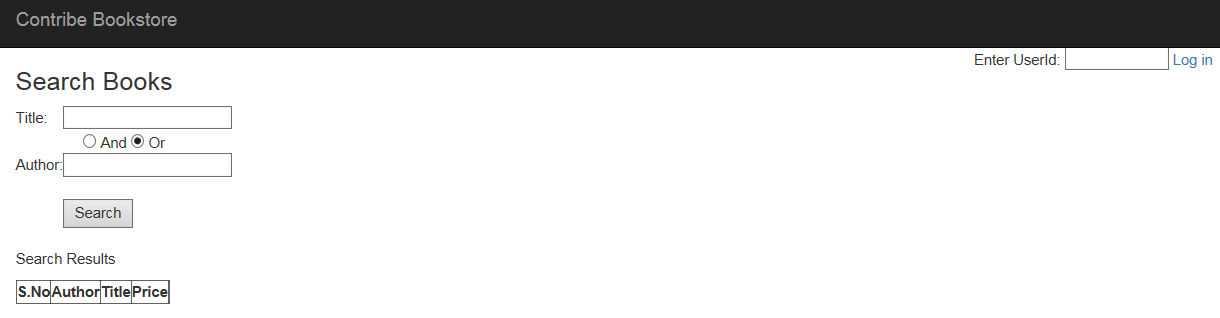 Contribe Bookstore
Enter UserId: Log in
Search Books
Title:
And Or
Author:
Search
Search Results
S.No Author Title Price